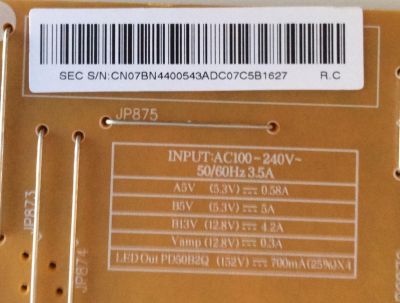 SEC S/N:CN07BN4400543ADC07C5B1627 R.C
JP875
INPUT:AC100~240V~
50/60Hz 3.5A
A5V (5.3V) ⎓ 0.58A
B5V (5.3V) ⎓ 5A
B13V (12.8V) ⎓ 4.2A
Vamp (12.8V) ⎓ 0.3A
LED Out PD50B2Q (152V) ⎓ 700mA(25%)X4
JP873
JP874